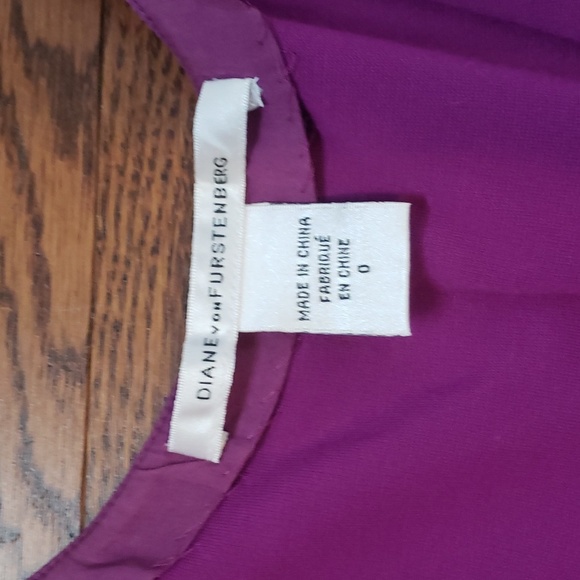 DIANE VON FURSTENBERG
MADE IN CHINA
FABRIQUÉ
EN CHINE
0